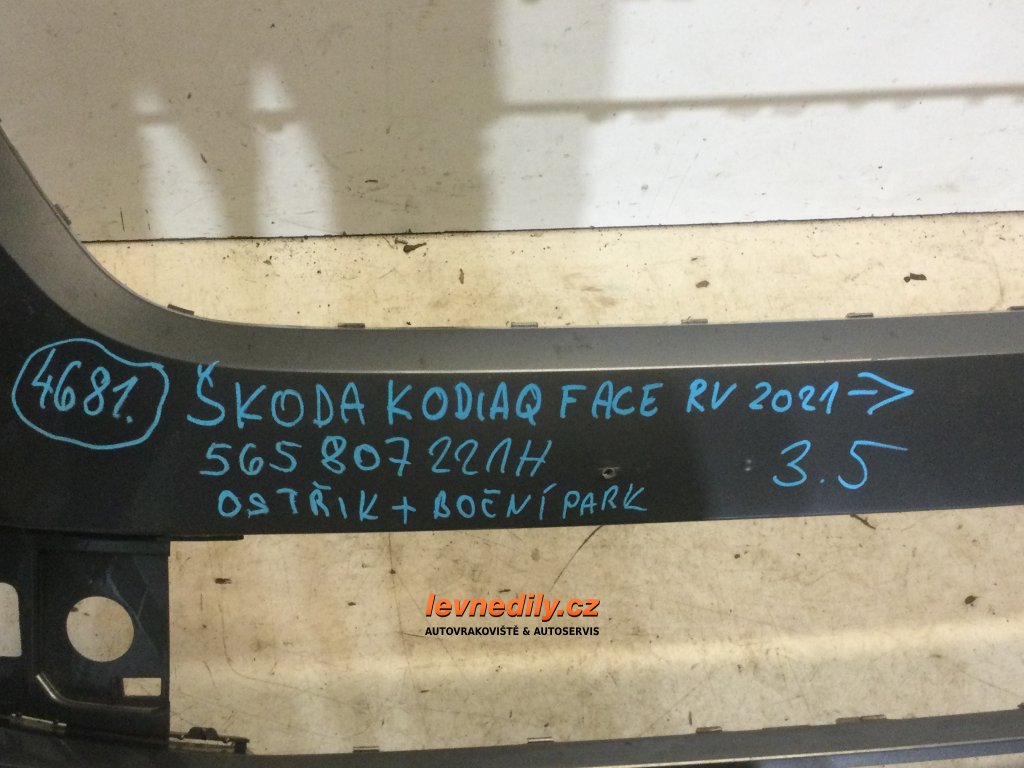 4681. ŠKODA KODIAQ FACE RV 2021 →
565 807 221H
3.5
OSTŘIK + BOČNÍ PARK
levnedily.cz
AUTOVRAKOVIŠTĚ & AUTOSERVIS